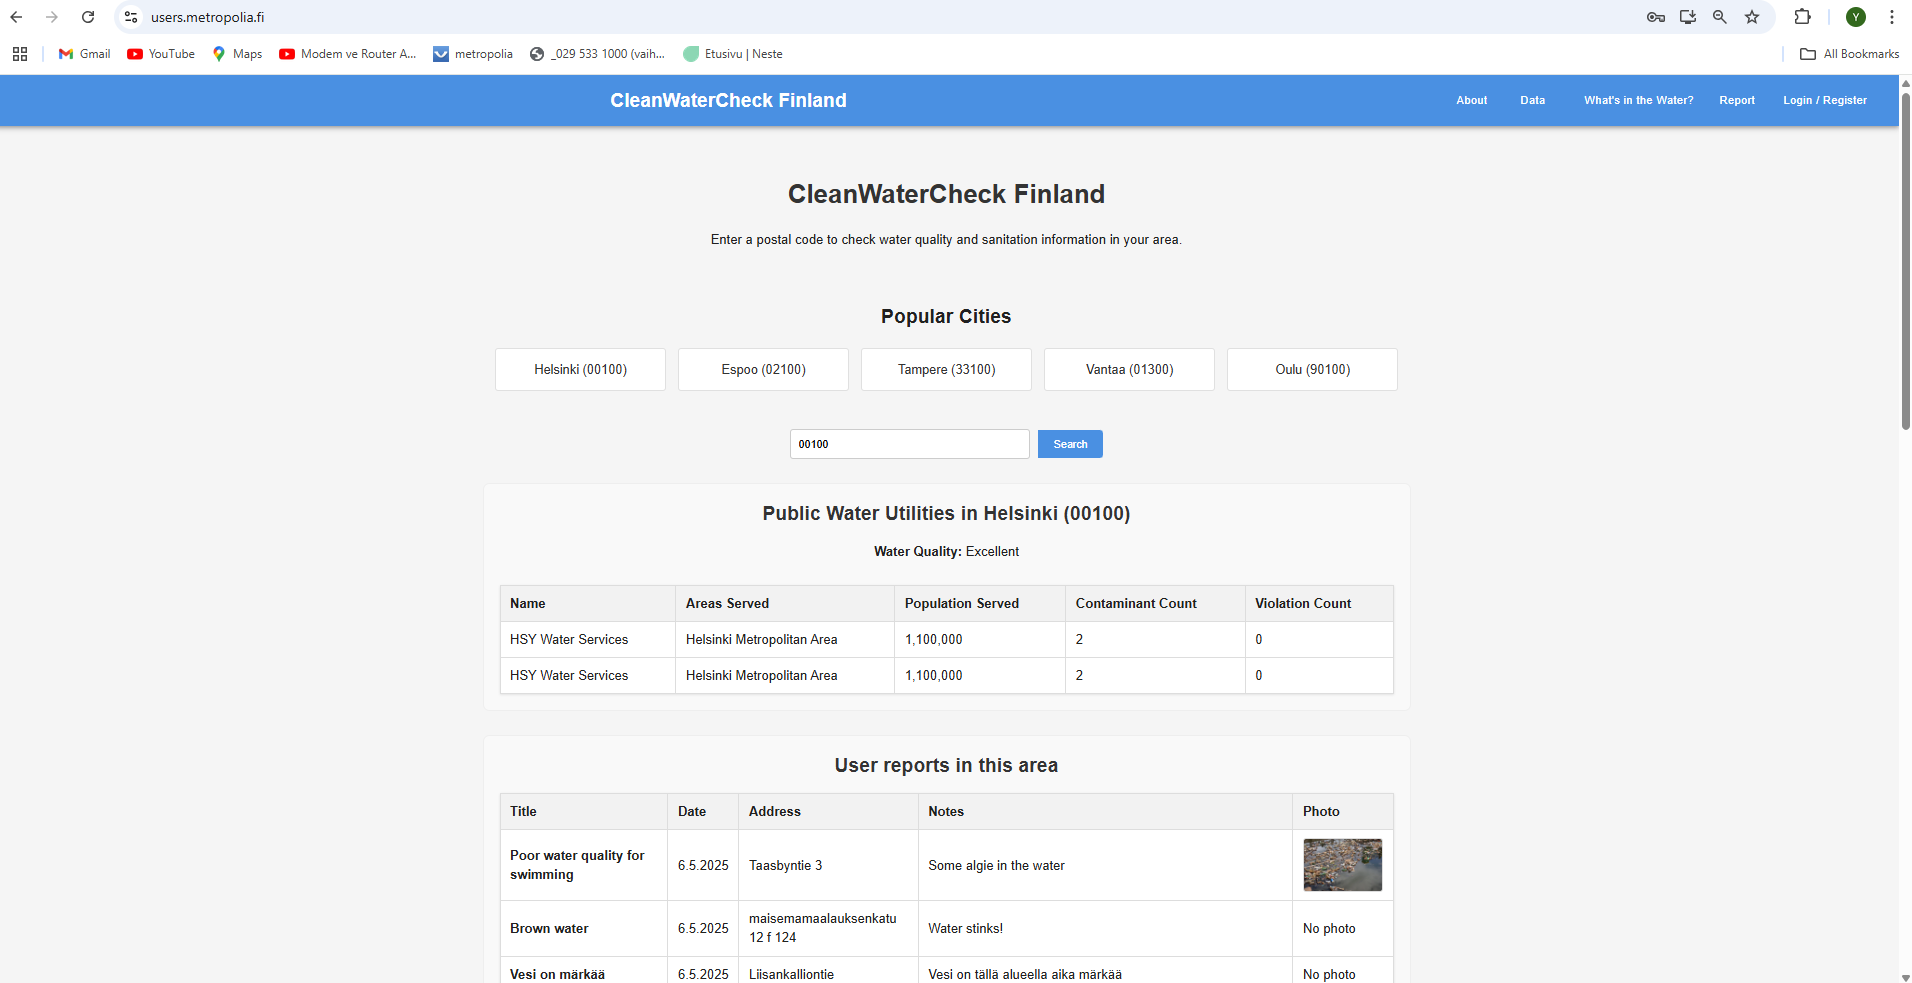 users.metropolia.fi
Y
Gmail
YouTube
Maps
Modem ve Router A...
metropolia
_029 533 1000 (vaih...
Etusivu | Neste
All Bookmarks
CleanWaterCheck Finland
About
Data
What's in the Water?
Report
Login / Register
CleanWaterCheck Finland
Enter a postal code to check water quality and sanitation information in your area.
Popular Cities
Helsinki (00100)
Espoo (02100)
Tampere (33100)
Vantaa (01300)
Oulu (90100)
00100
Search
Public Water Utilities in Helsinki (00100)
Water Quality: Excellent
Name Areas Served Population Served Contaminant Count Violation Count
HSY Water Services Helsinki Metropolitan Area 1,100,000 2 0
HSY Water Services Helsinki Metropolitan Area 1,100,000 2 0
User reports in this area
Title Date Address Notes Photo
Poor water quality for
swimming
6.5.2025
Taasbyntie 3
Some algie in the water
Brown water
6.5.2025
maisemamaalauksenkatu
12 f 124
Water stinks!
No photo
Vesi on märkää 6.5.2025 Liisankalliontie Vesi on tällä alueella aika märkää No photo